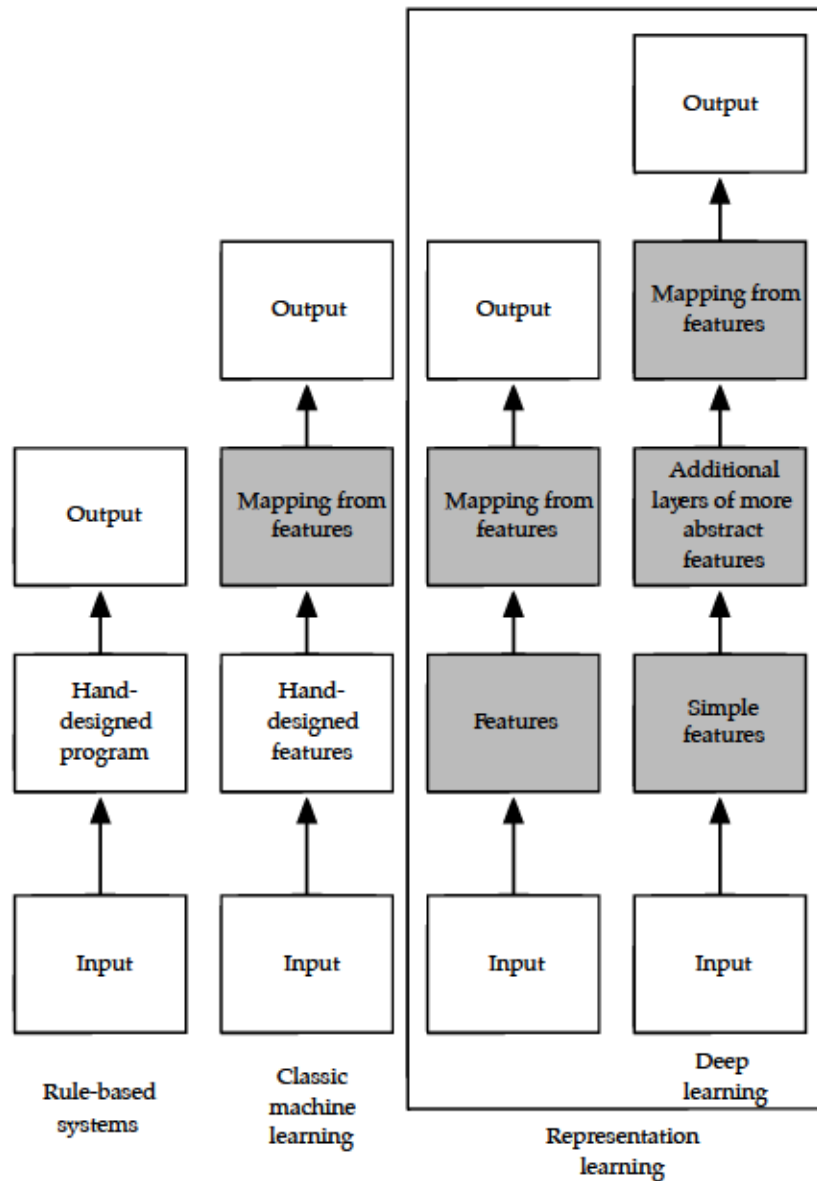 Output
Output
Output
Mapping from
features
Output
Mapping from
features
Mapping from
features
Additional
layers of more
abstract
features
Hand-
designed
program
Hand-
designed
features
Features
Simple
features
Input
Input
Input
Input
Rule-based
systems
Classic
machine
learning
Deep
learning
Representation
learning